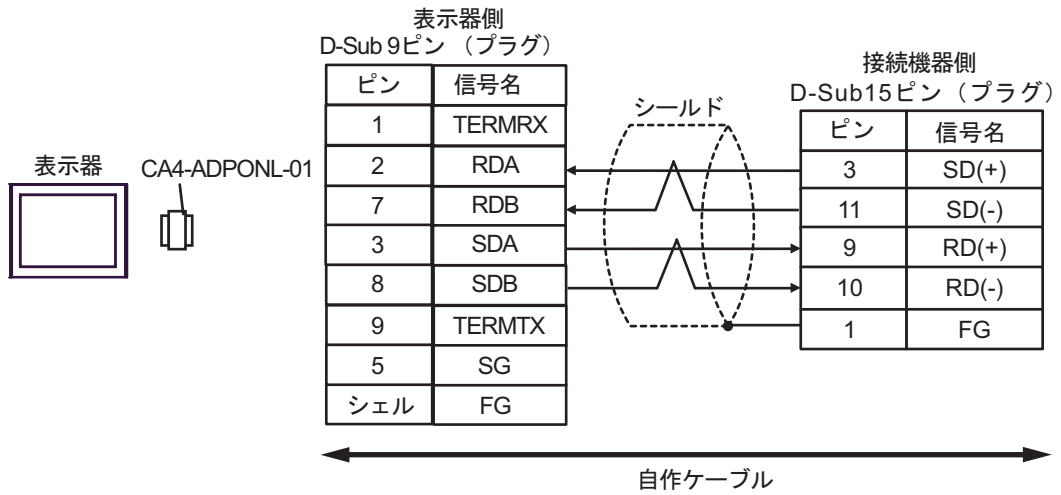 表示器側
D-Sub 9ピン （プラグ）
接続機器側
D-Sub15ピン（プラグ）
シールド
表示器
CA4-ADPONL-01
ピン 信号名
1 TERMRX
2 RDA
7 RDB
3 SDA
8 SDB
9 TERMTX
5 SG
シェル FG
ピン 信号名
3 SD(+)
11 SD(-)
9 RD(+)
10 RD(-)
1 FG
自作ケーブル